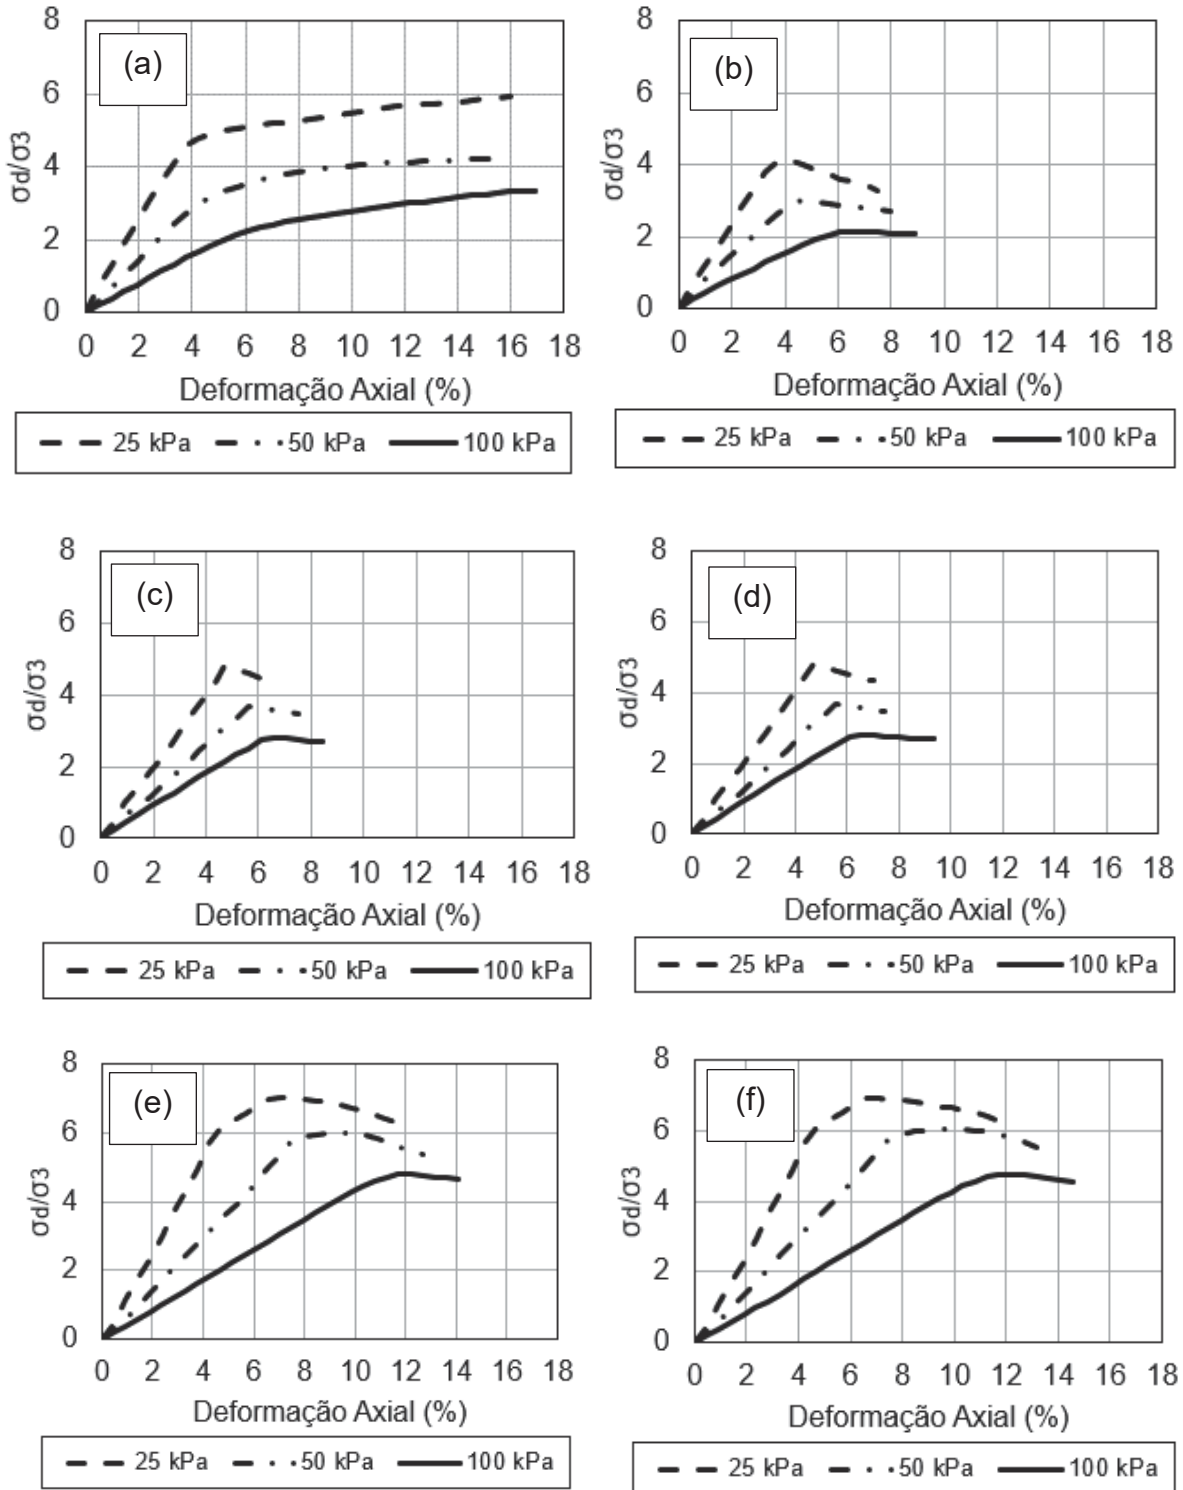 (a)
8
6
4
2
0
σd/σ3
0 2 4 6 8 10 12 14 16 18
Deformação Axial (%)
25 kPa 50 kPa 100 kPa
(b)
8
6
4
2
0
σd/σ3
0 2 4 6 8 10 12 14 16 18
Deformação Axial (%)
25 kPa 50 kPa 100 kPa
(c)
8
6
4
2
0
σd/σ3
0 2 4 6 8 10 12 14 16 18
Deformação Axial (%)
25 kPa 50 kPa 100 kPa
(d)
8
6
4
2
0
σd/σ3
0 2 4 6 8 10 12 14 16 18
Deformação Axial (%)
25 kPa 50 kPa 100 kPa
(e)
8
6
4
2
0
σd/σ3
0 2 4 6 8 10 12 14 16 18
Deformação Axial (%)
25 kPa 50 kPa 100 kPa
(f)
8
6
4
2
0
σd/σ3
0 2 4 6 8 10 12 14 16 18
Deformação Axial (%)
25 kPa 50 kPa 100 kPa